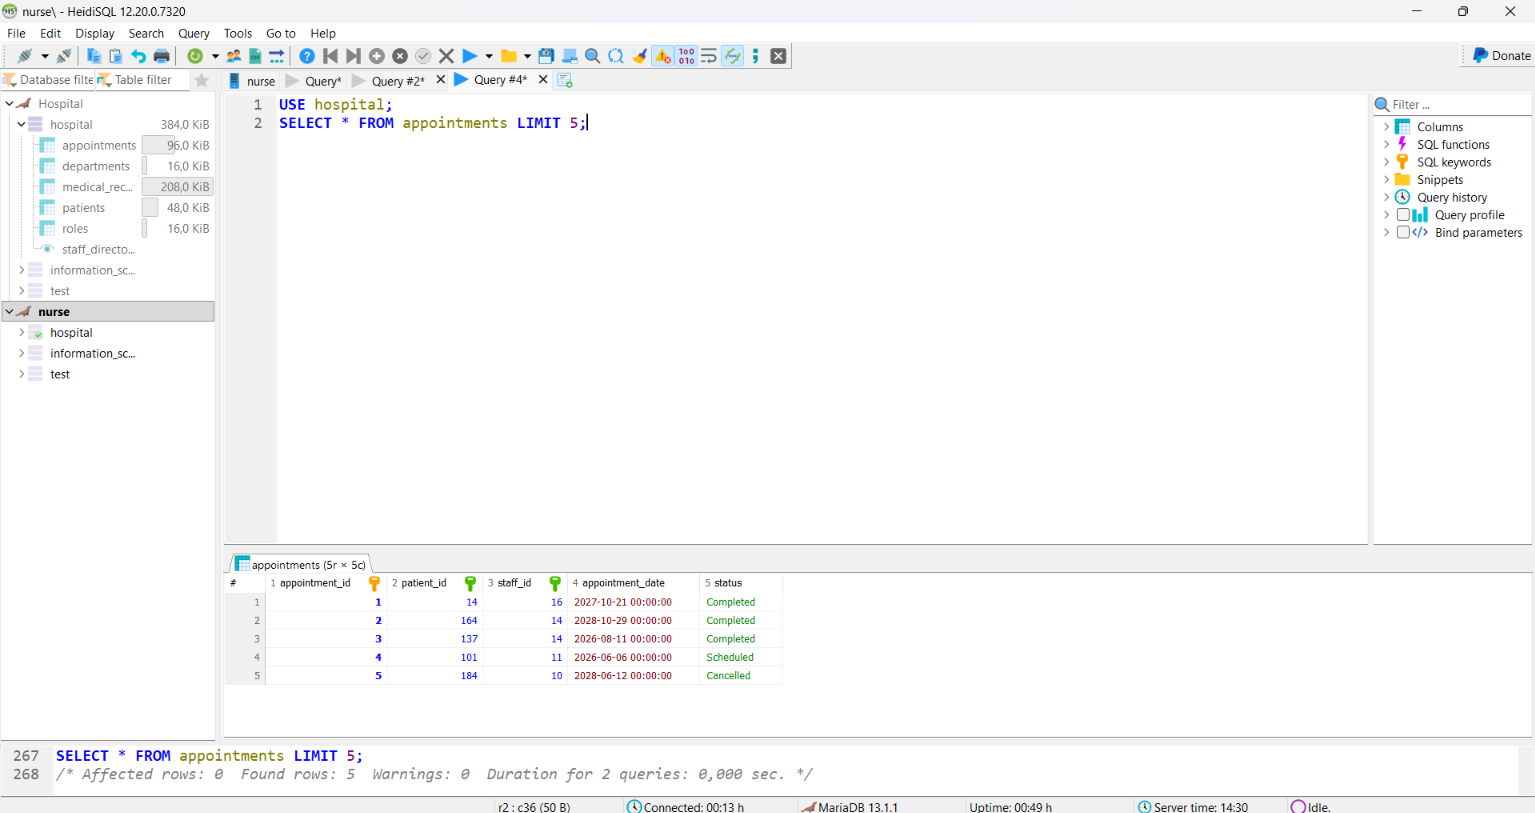 nurse\ - HeidiSQL 12.20.0.7320
File Edit Display Search Query Tools Go to Help
Donate
Database filte Table filter nurse Query* Query #2* Query #4*
Hospital
hospital 384,0 KiB
appointments 96,0 KiB
departments 16,0 KiB
medical_rec... 208,0 KiB
patients 48,0 KiB
roles 16,0 KiB
staff_directo...
information_sc...
test
nurse
hospital
information_sc...
test
1 USE hospital;
2 SELECT * FROM appointments LIMIT 5;
Filter ...
Columns
SQL functions
SQL keywords
Snippets
Query history
Query profile
Bind parameters
appointments (5r × 5c)
# 1 appointment_id 2 patient_id 3 staff_id 4 appointment_date 5 status
1 1 14 16 2027-10-21 00:00:00 Completed
2 2 164 14 2028-10-29 00:00:00 Completed
3 3 137 14 2026-08-11 00:00:00 Completed
4 4 101 11 2026-06-06 00:00:00 Scheduled
5 5 184 10 2028-06-12 00:00:00 Cancelled
267 SELECT * FROM appointments LIMIT 5;
268 /* Affected rows: 0 Found rows: 5 Warnings: 0 Duration for 2 queries: 0,000 sec. */
r2 : c36 (50 B) Connected: 00:13 h MariaDB 13.1.1 Uptime: 00:49 h Server time: 14:30 Idle.